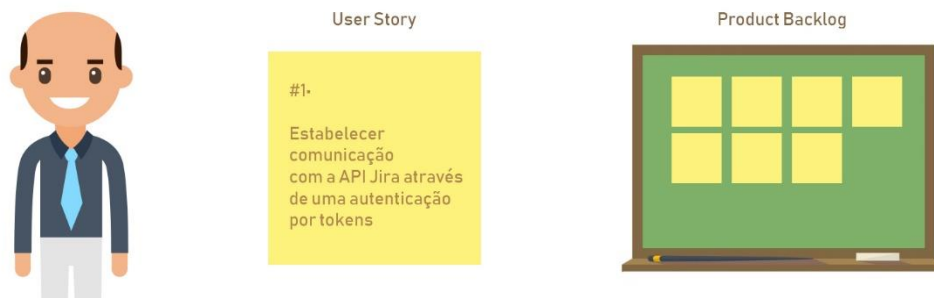 User Story
Product Backlog
#1.
Estabelecer
comunicação
com a API Jira através
de uma autenticação
por tokens